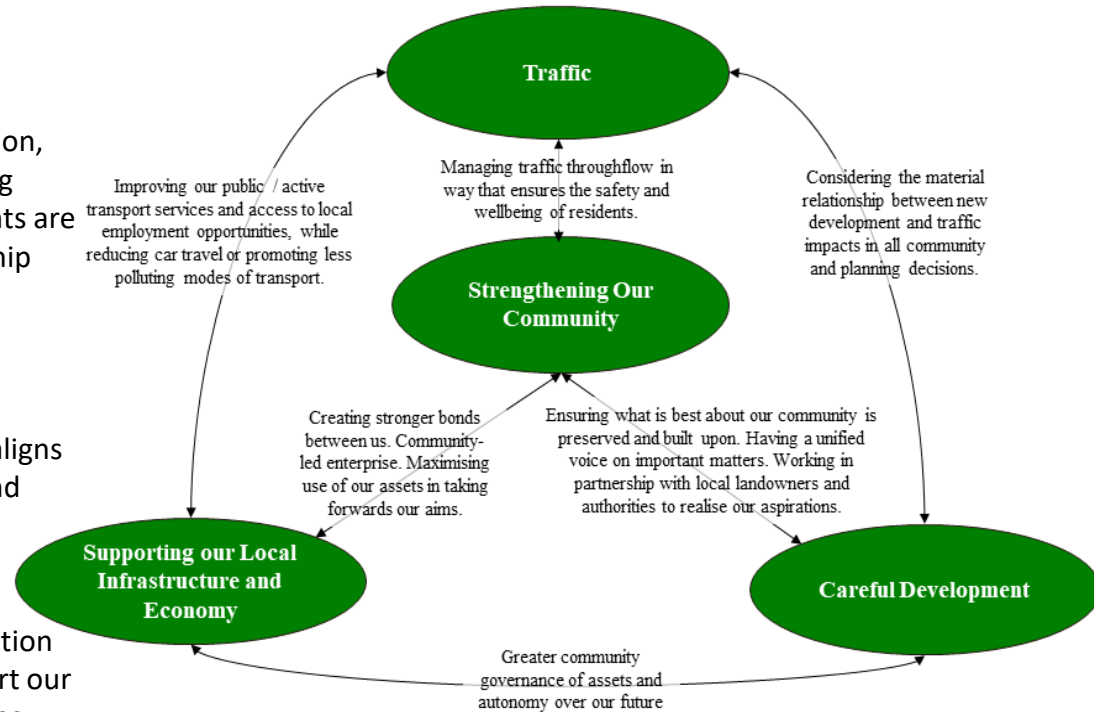 Traffic
on,
g
nts are
hip
Improving our public / active
transport services and access to local
employment opportunities, while
reducing car travel or promoting less
polluting modes of transport.
Managing traffic throughflow in
way that ensures the safety and
wellbeing of residents.
Considering the material
relationship between new
development and traffic
impacts in all community
and planning decisions.
Strengthening Our
Community
aligns
nd
Creating stronger bonds
between us. Community-
led enterprise. Maximising
use of our assets in taking
forwards our aims.
Ensuring what is best about our community is
preserved and built upon. Having a unified
voice on important matters. Working in
partnership with local landowners and
authorities to realise our aspirations.
Supporting our Local
Infrastructure and
Economy
Careful Development
tion
rt our
Greater community
governance of assets and
autonomy over our future